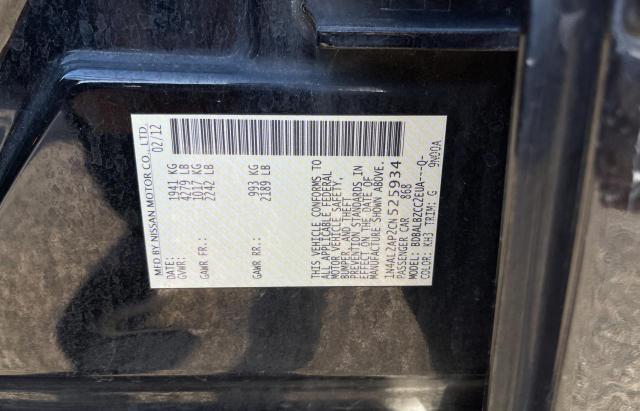 MFD BY NISSAN MOTOR CO., LTD.
DATE: 02/12
GVWR: 1941 KG
4279 LB
GAWR FR: 1017 KG
2242 LB
GAWR RR: 993 KG
2189 LB
THIS VEHICLE CONFORMS TO
ALL APPLICABLE FEDERAL
MOTOR VEHICLE SAFETY,
BUMPER, AND THEFT
PREVENTION STANDARDS IN
EFFECT ON THE DATE OF
MANUFACTURE SHOWN ABOVE.
1N4AL2AP2CN525934
PASSENGER CAR 868
MODEL: BDBALBZCC2EUA---Q-
COLOR: KH3 TRIM: G 9N00A